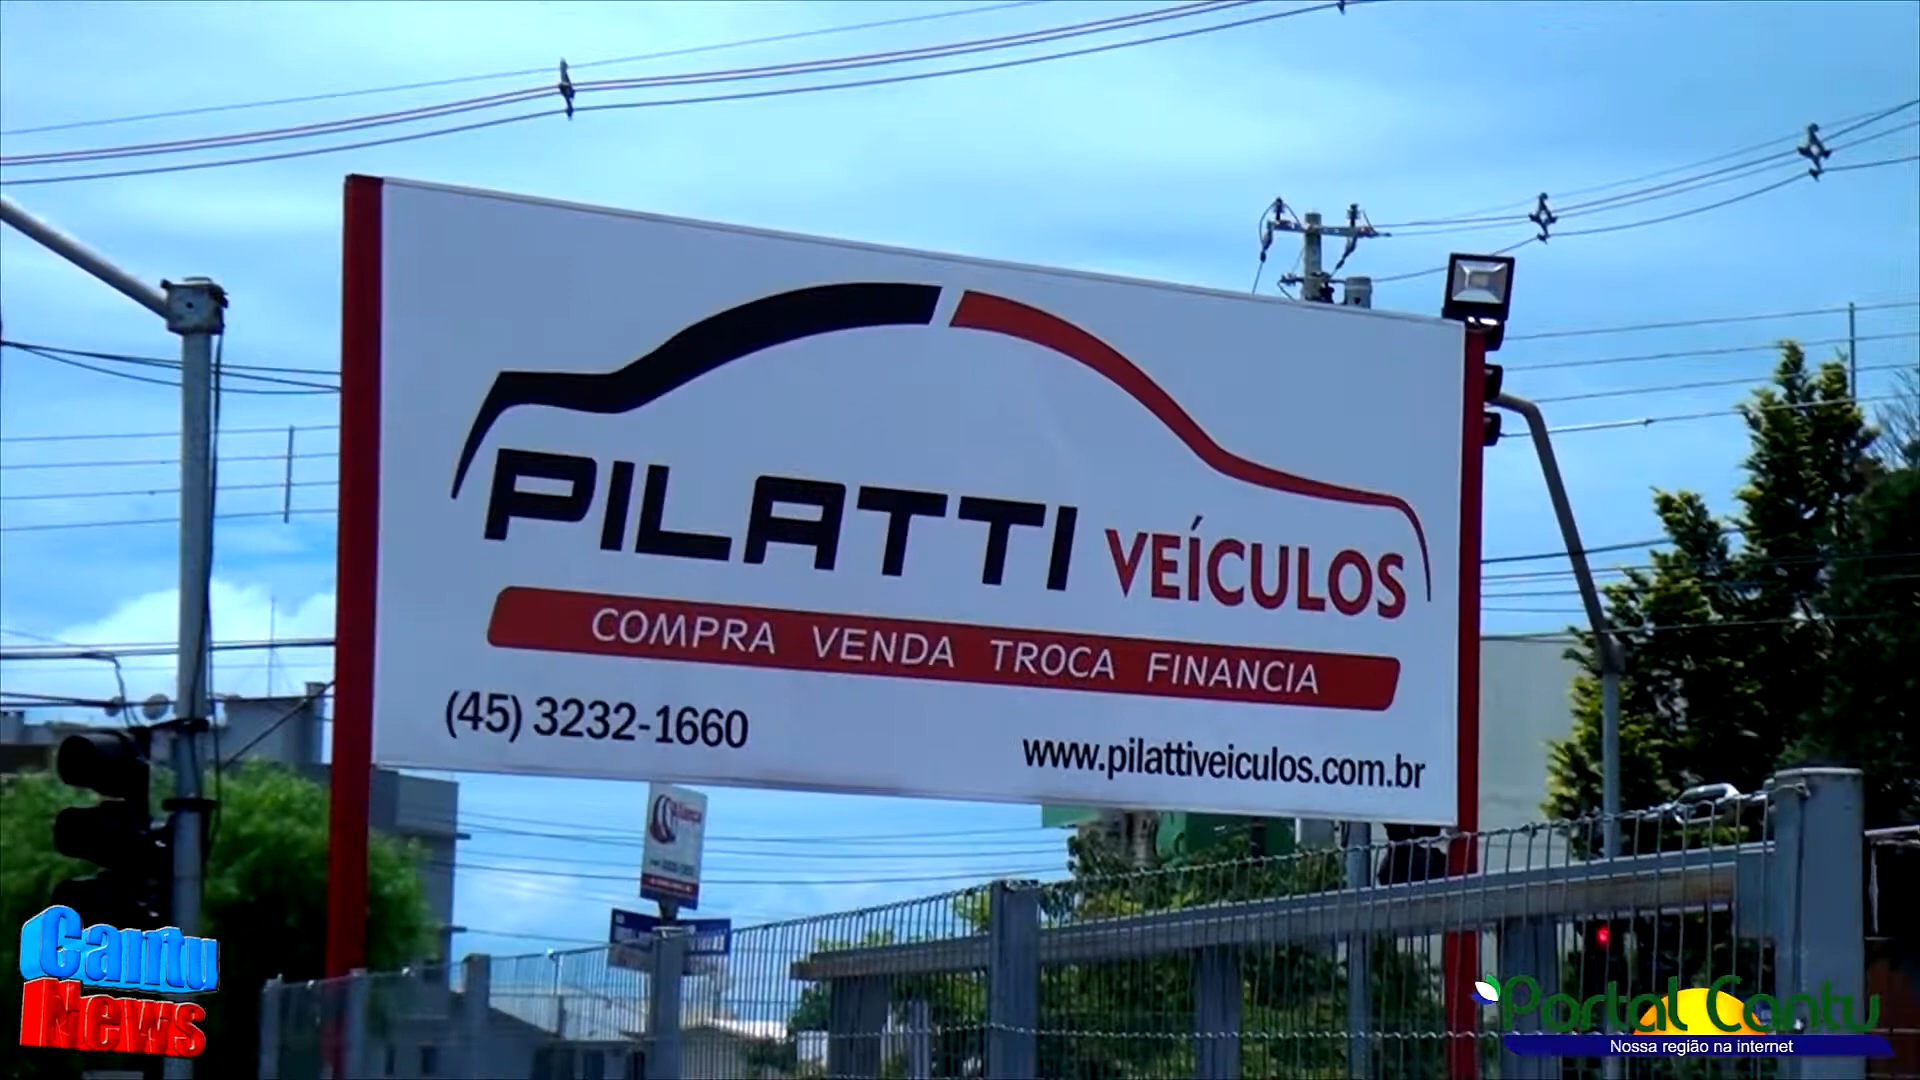 PILATTI VEÍCULOS
COMPRA VENDA TROCA FINANCIA
(45) 3232-1660
www.pilattiveiculos.com.br
Cantu
News
Portal Cantu
Nossa região na internet